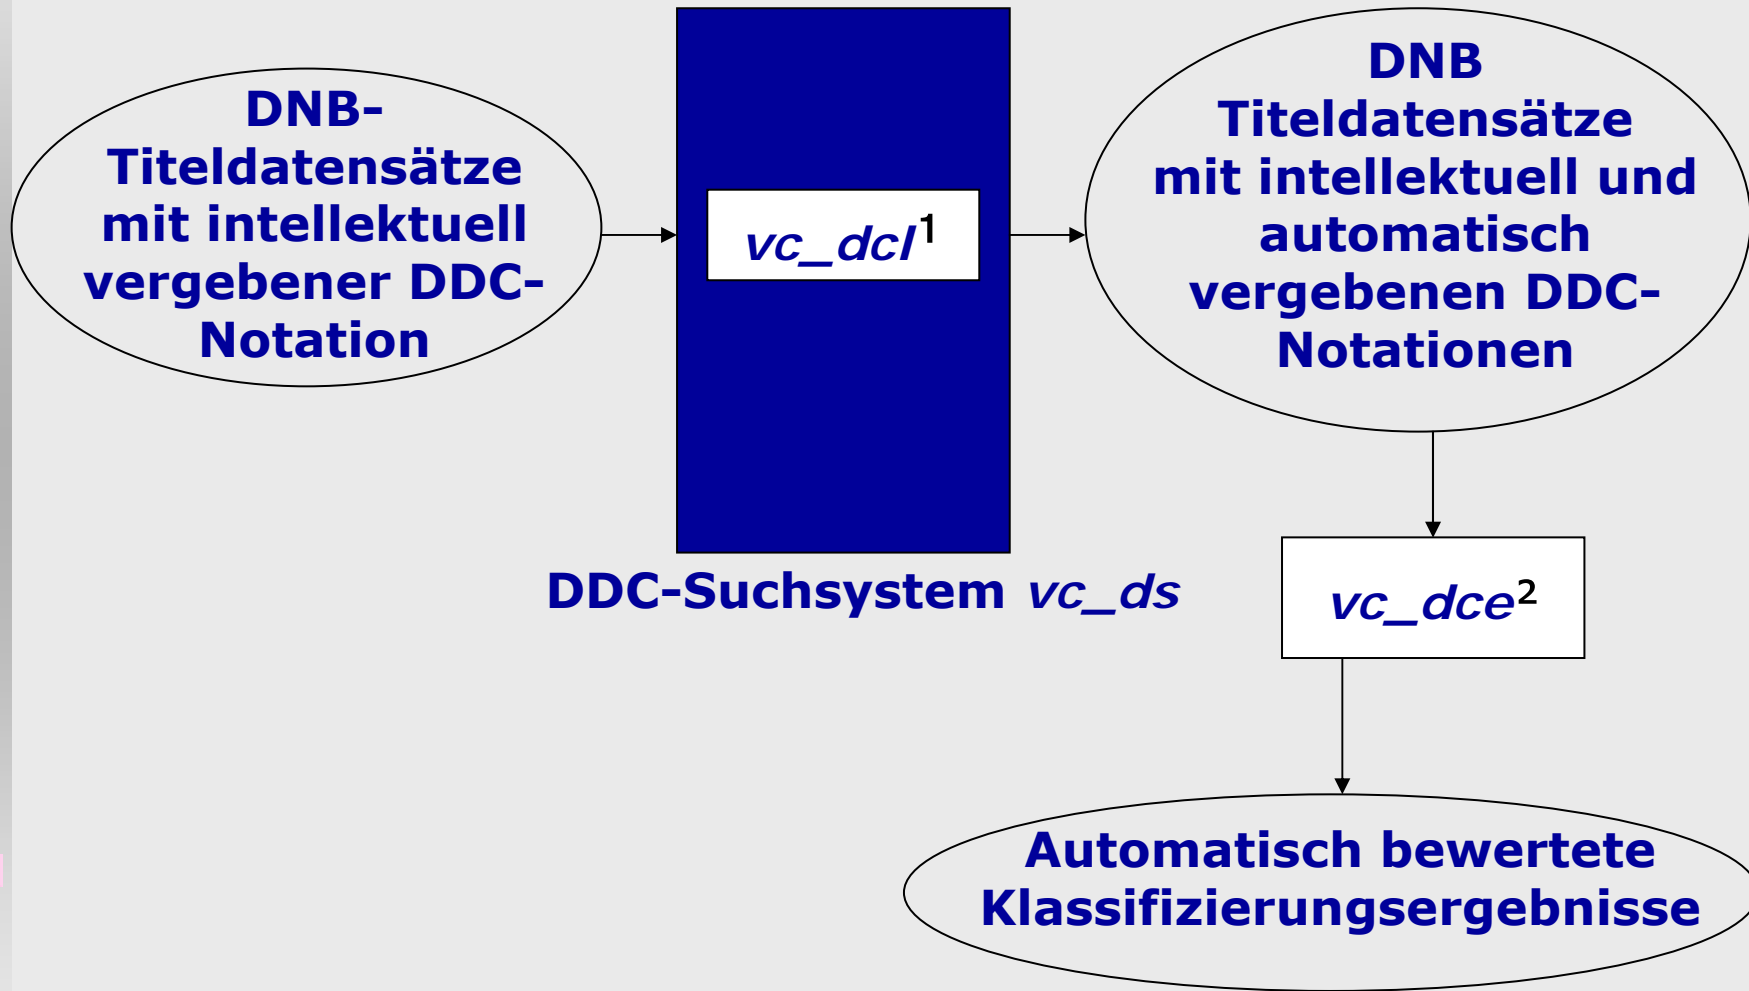 DNB-
Titeldatensätze
mit intellektuell
vergebener DDC-
Notation
vc_dcl¹
DNB
Titeldatensätze
mit intellektuell und
automatisch
vergebenen DDC-
Notationen
DDC-Suchsystem vc_ds
vc_dce²
Automatisch bewertete
Klassifizierungsergebnisse